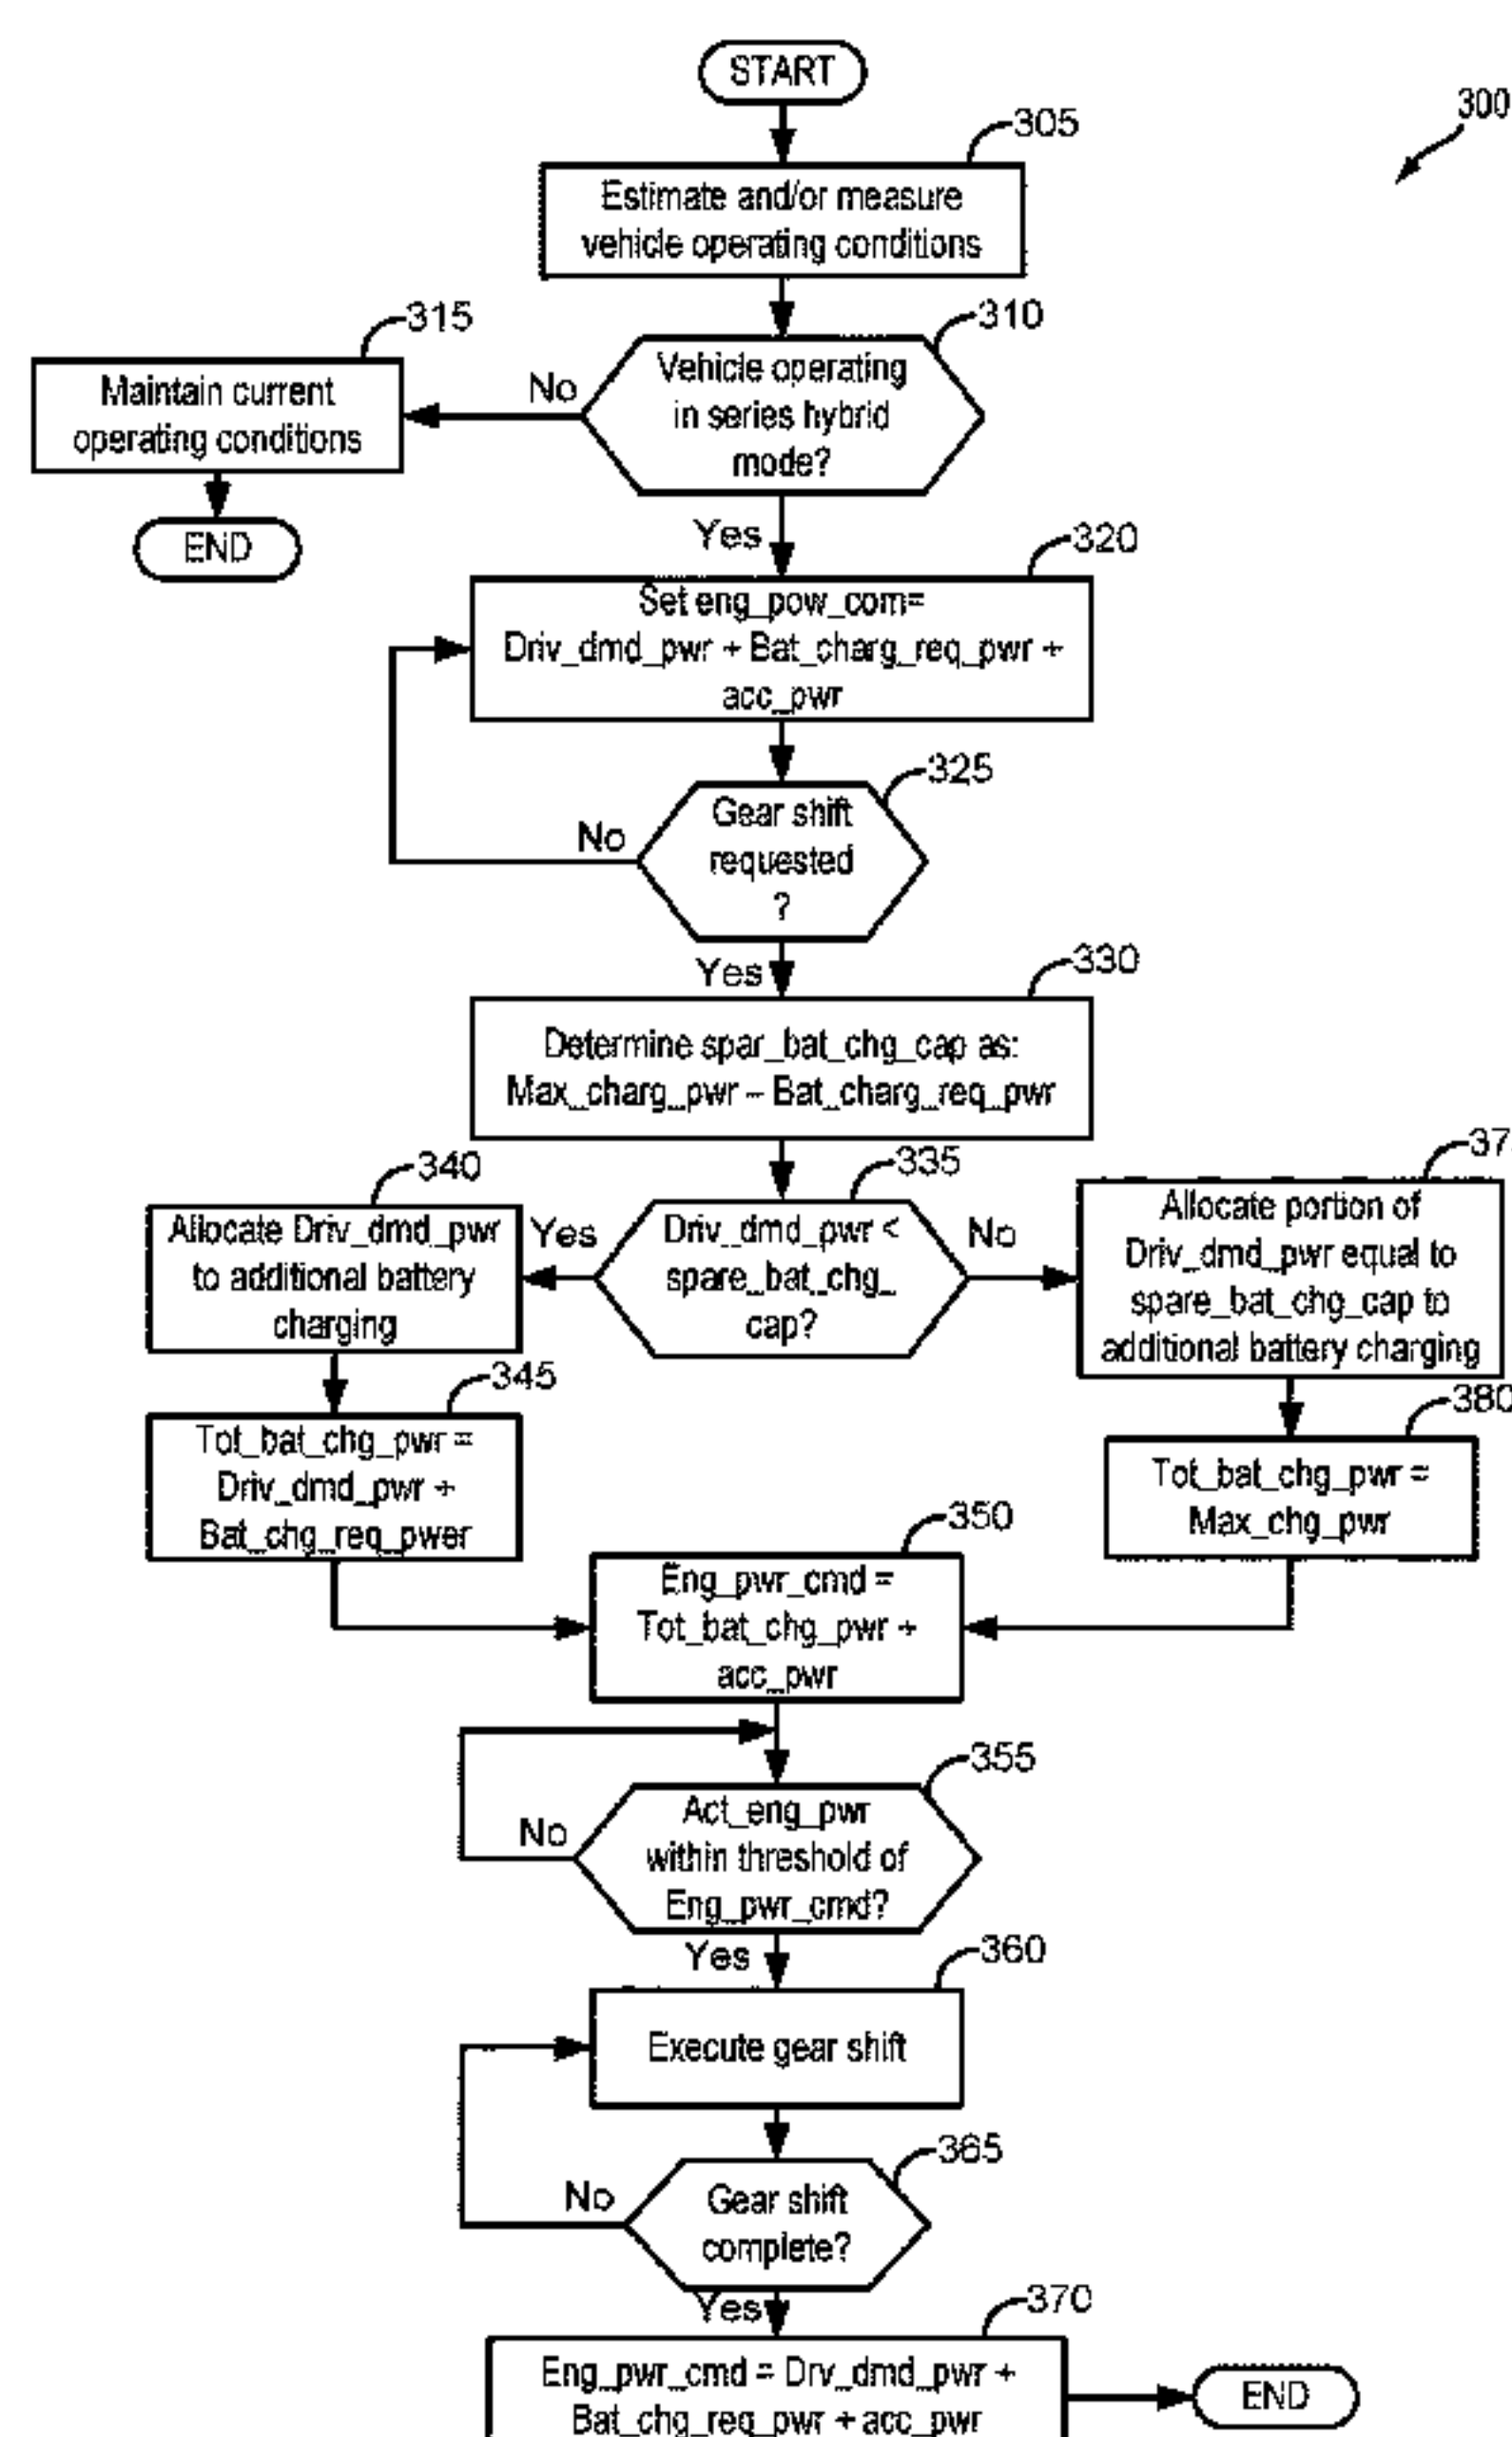 START
300
305
Estimate and/or measure
vehicle operating conditions
310
Vehicle operating
in series hybrid
mode?
No
315
Maintain current
operating conditions
END
Yes
320
Set eng_pow_com=
Driv_dmd_pwr + Bat_charg_req_pwr +
acc_pwr
325
Gear shift
requested
?
No
Yes
330
Determine spar_bat_chg_cap as:
Max_charg_pwr – Bat_charg_req_pwr
335
Driv_dmd_pwr <
spare_bat_chg_
cap?
Yes
No
340
Allocate Driv_dmd_pwr
to additional battery
charging
37
Allocate portion of
Driv_dmd_pwr equal to
spare_bat_chg_cap to
additional battery charging
345
Tot_bat_chg_pwr =
Driv_dmd_pwr +
Bat_chg_req_pwer
380
Tot_bat_chg_pwr =
Max_chg_pwr
350
Eng_pwr_cmd =
Tot_bat_chg_pwr +
acc_pwr
355
Act_eng_pwr
within threshold of
Eng_pwr_cmd?
No
Yes
360
Execute gear shift
365
Gear shift
complete?
No
Yes
370
Eng_pwr_cmd = Drv_dmd_pwr +
Bat_chg_req_pwr + acc_pwr
END